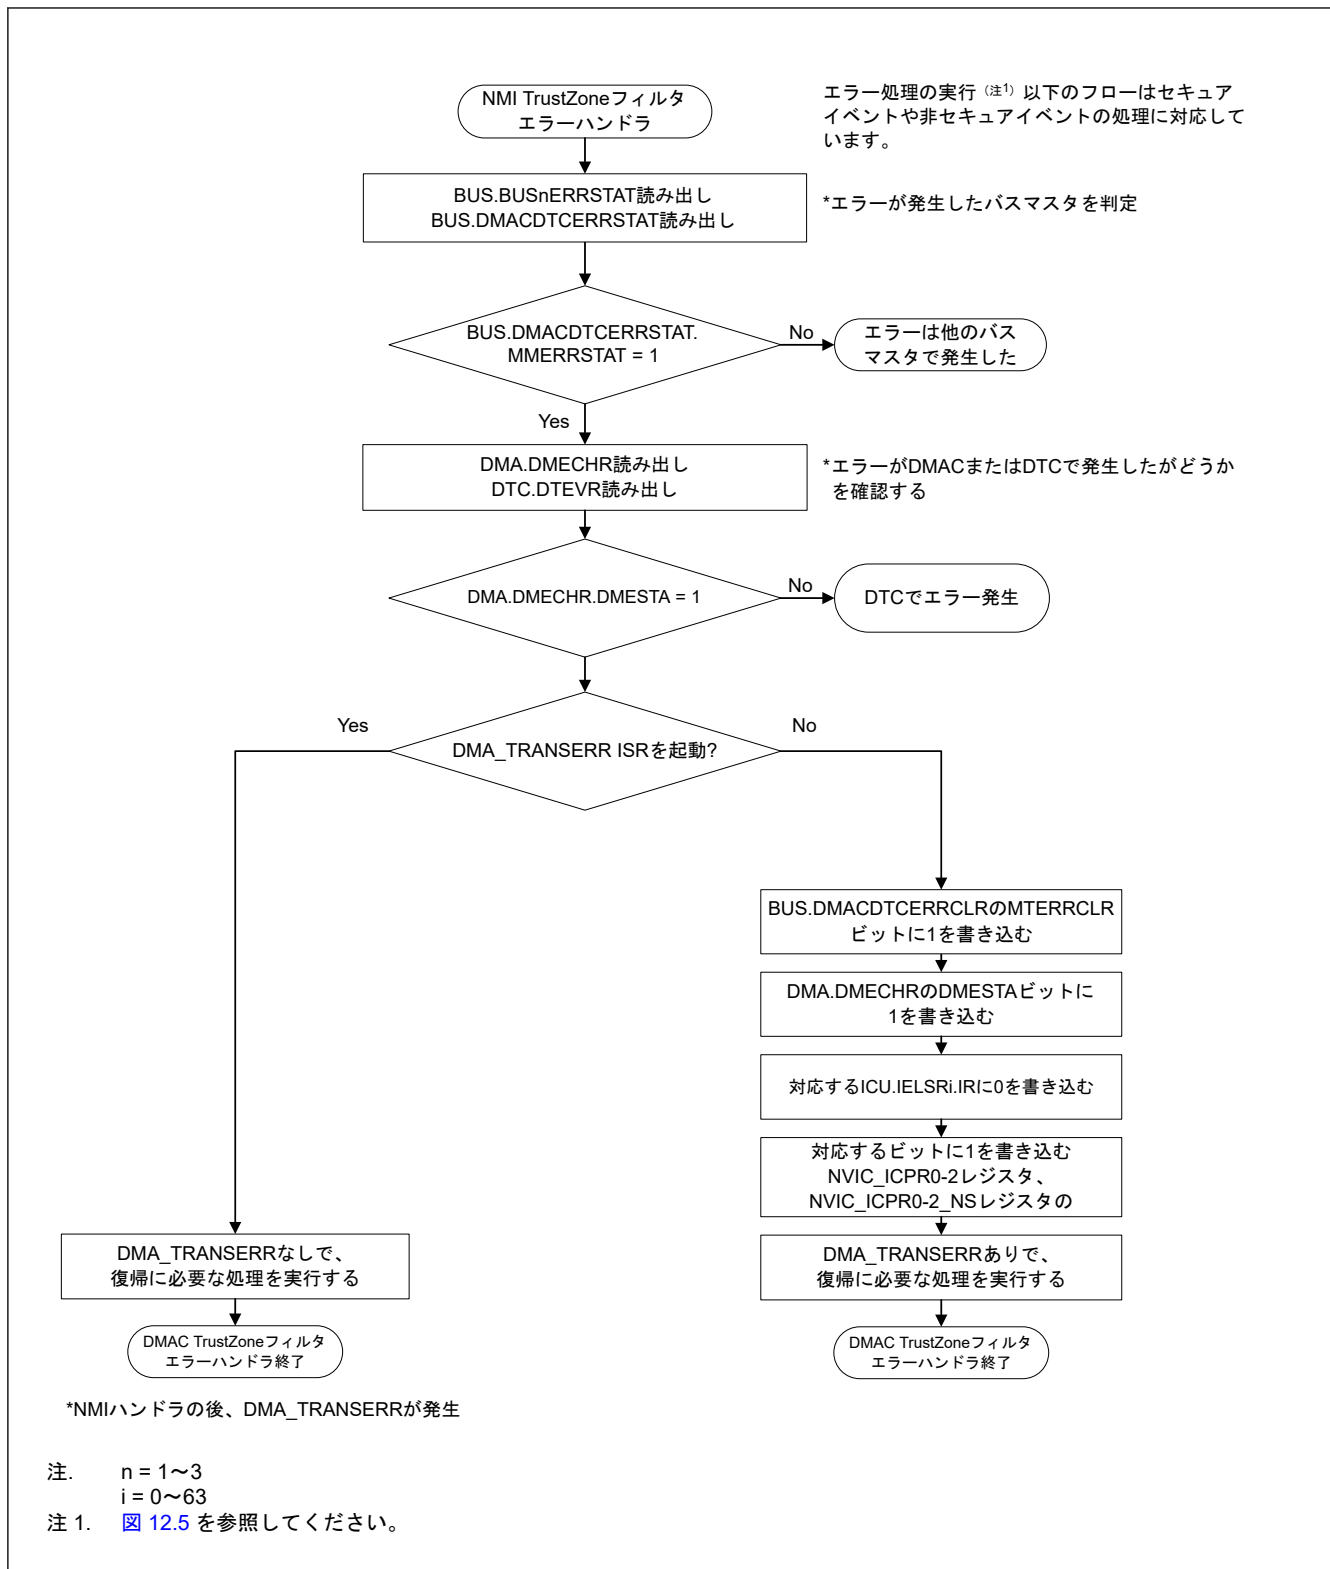 NMI TrustZoneフィルタ
エラーハンドラ
エラー処理の実行（注1）以下のフローはセキュア
イベントや非セキュアイベントの処理に対応して
います。
BUS.BUSnERRSTAT読み出し
BUS.DMACDTCERRSTAT読み出し
*エラーが発生したバスマスタを判定
BUS.DMACDTCERRSTAT.
MMERRSTAT = 1
No
エラーは他のバス
マスタで発生した
Yes
DMA.DMECHR読み出し
DTC.DTEVR読み出し
*エラーがDMACまたはDTCで発生したがどうか
を確認する
DMA.DMECHR.DMESTA = 1
No
DTCでエラー発生
Yes
DMA_TRANSERR ISRを起動?
No
BUS.DMACDTCERRCLRのMTERRCLR
ビットに1を書き込む
DMA.DMECHRのDMESTAビットに
1を書き込む
対応するICU.IELSRi.IRに0を書き込む
対応するビットに1を書き込む
NVIC_ICPR0-2レジスタ、
NVIC_ICPR0-2_NSレジスタの
DMA_TRANSERRなしで、
復帰に必要な処理を実行する
DMA_TRANSERRありで、
復帰に必要な処理を実行する
DMAC TrustZoneフィルタ
エラーハンドラ終了
DMAC TrustZoneフィルタ
エラーハンドラ終了
*NMIハンドラの後、DMA_TRANSERRが発生
注. n = 1～3
i = 0～63
注 1. 図 12.5 を参照してください。